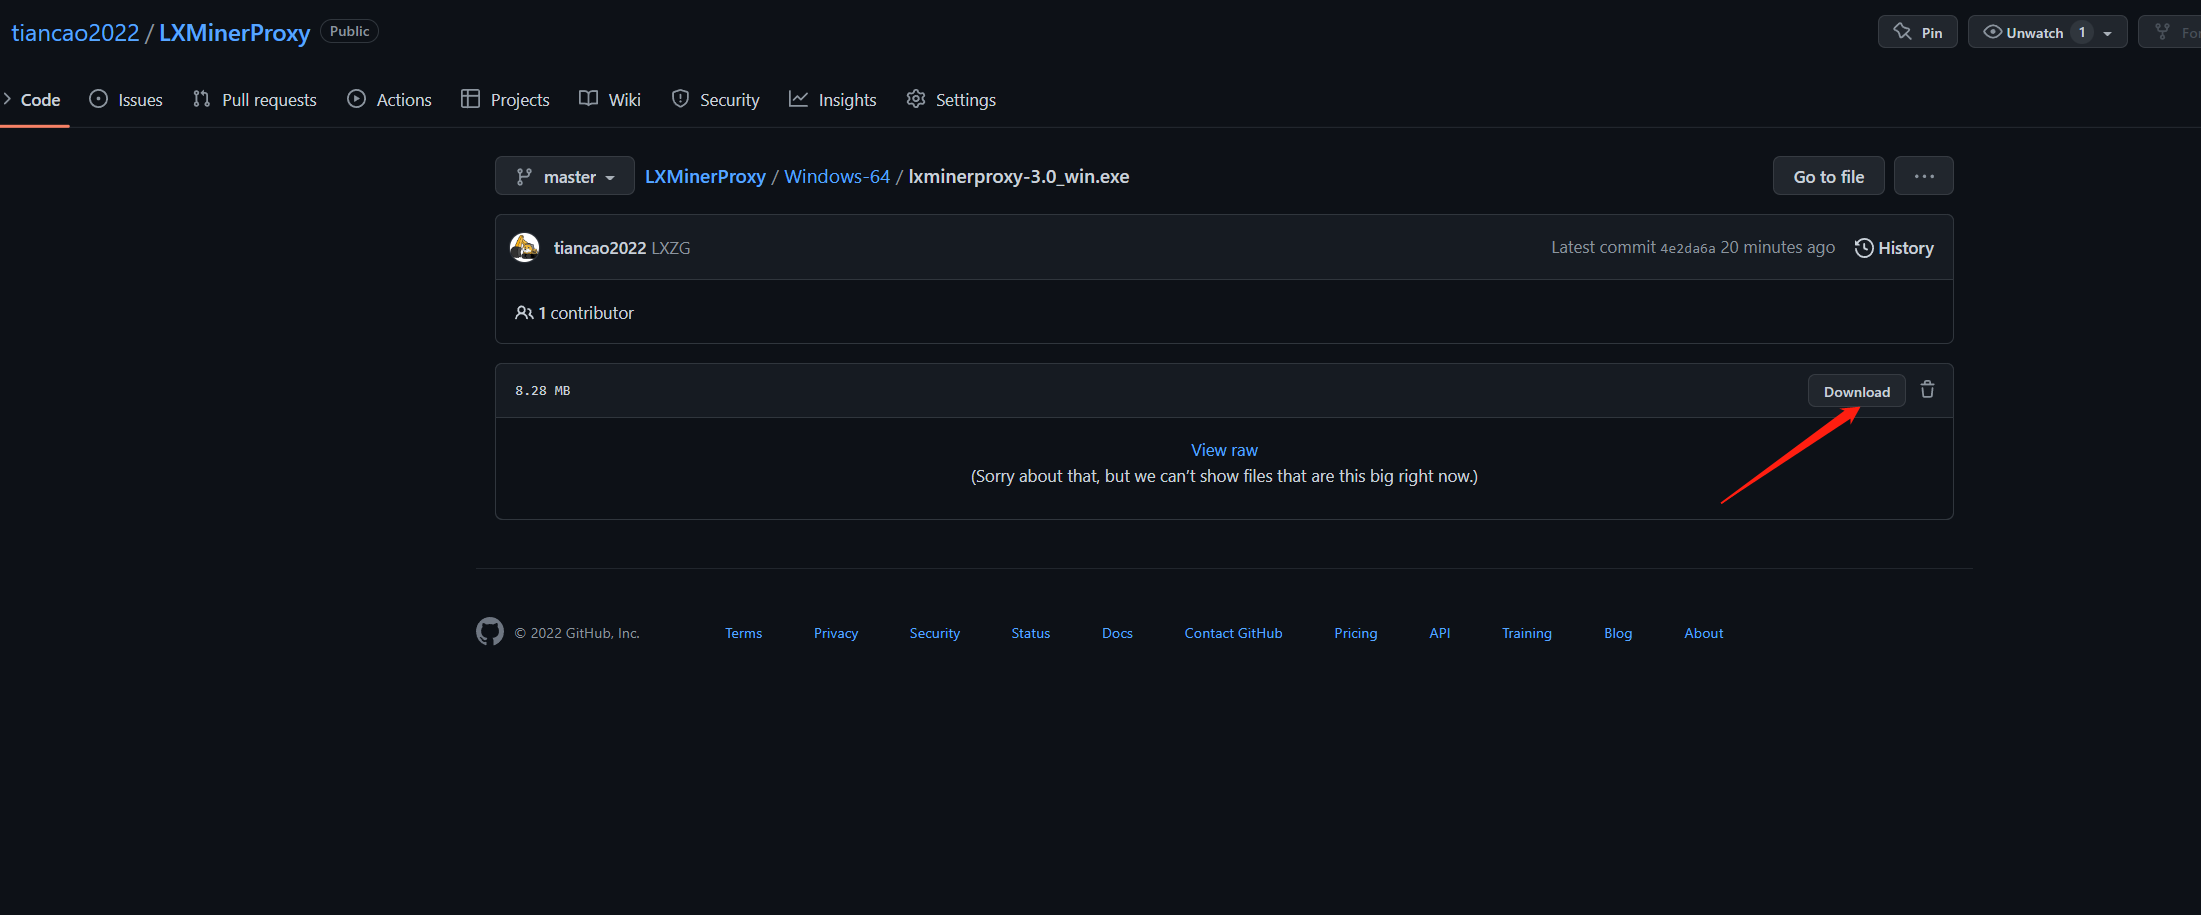 tiancao2022 / LXMinerProxy Public
Pin
Unwatch 1
Code Issues Pull requests Actions Projects Wiki Security Insights Settings
master LXMinerProxy / Windows-64 / lxminerproxy-3.0_win.exe
Go to file ...
tiancao2022 LXZG
Latest commit 4e2da6a 20 minutes ago History
1 contributor
8.28 MB
Download
View raw
(Sorry about that, but we can’t show files that are this big right now.)
© 2022 GitHub, Inc. Terms Privacy Security Status Docs Contact GitHub Pricing API Training Blog About